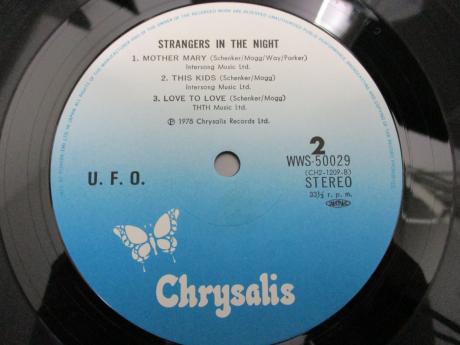 STRANGERS IN THE NIGHT
1. MOTHER MARY (Schenker/Mogg/Way/Parker)
Intersong Music Ltd.
2. THIS KIDS (Schenker/Mogg)
Intersong Music Ltd.
3. LOVE TO LOVE (Schenker/Mogg)
THTH Music Ltd.
℗ 1978 Chrysalis Records Ltd.
2
WWS-50029
(CH2-1209-B)
U. F. O.
STEREO
33⅓ r. p. m.
Chrysalis